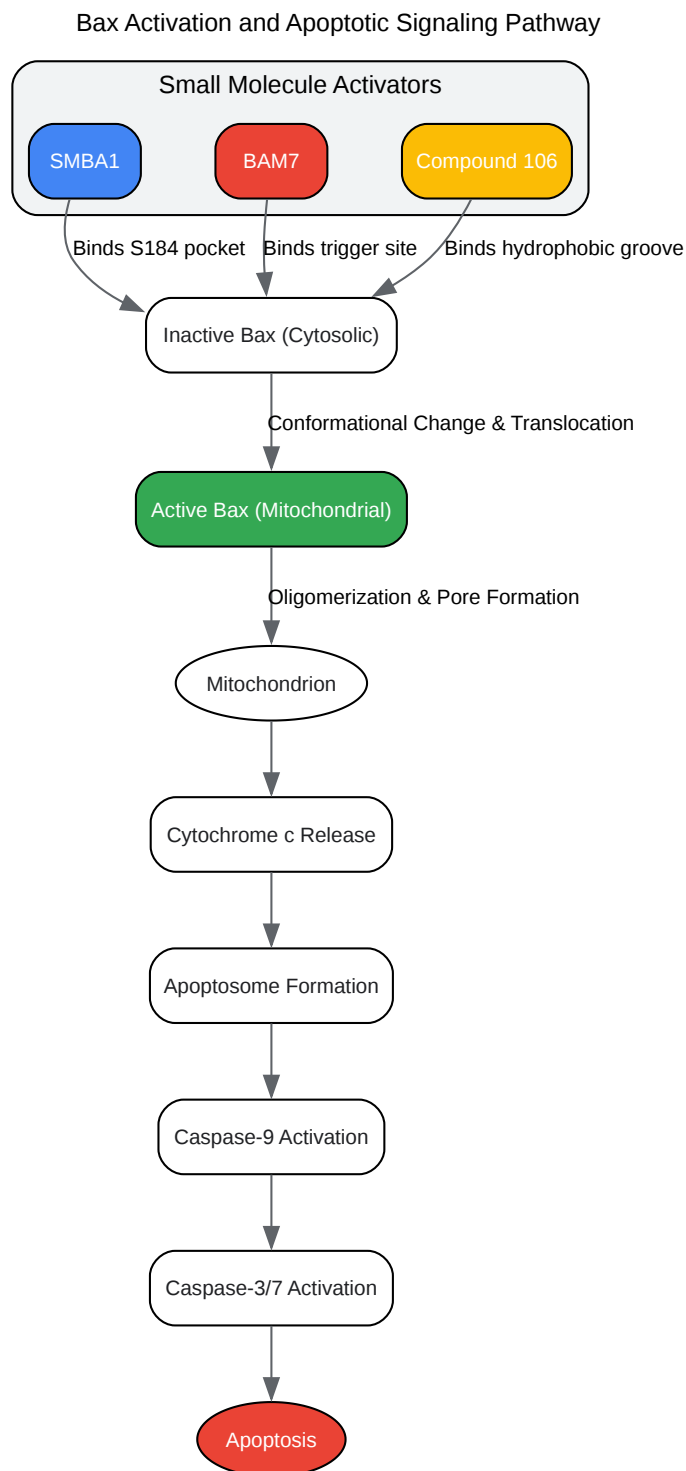 Bax Activation and Apoptotic Signaling Pathway
Small Molecule Activators
SMBA1
BAM7
Compound 106
Binds S184 pocket
Binds trigger site
Binds hydrophobic groove
Inactive Bax (Cytosolic)
Conformational Change & Translocation
Active Bax (Mitochondrial)
Oligomerization & Pore Formation
Mitochondrion
Cytochrome c Release
Apoptosome Formation
Caspase-9 Activation
Caspase-3/7 Activation
Apoptosis